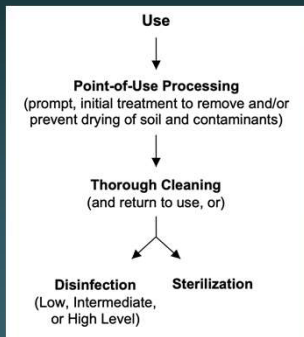 Use
Point-of-Use Processing
(prompt, initial treatment to remove and/or
prevent drying of soil and contaminants)
Thorough Cleaning
(and return to use, or)
Disinfection
(Low, Intermediate,
or High Level)
Sterilization